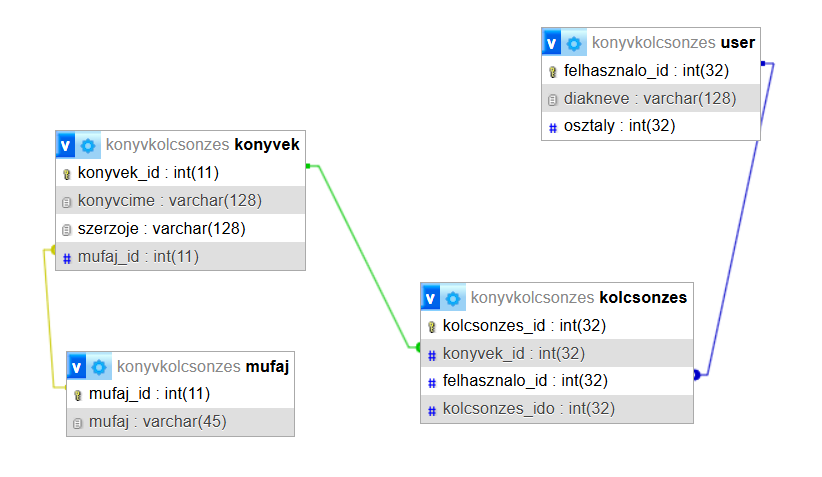 v konyvkolcsonzes user
felhasznalo_id : int(32)
diakneve : varchar(128)
# osztaly : int(32)
v konyvkolcsonzes konyvek
konyvek_id : int(11)
konyvcime : varchar(128)
szerzoje : varchar(128)
# mufaj_id : int(11)
v konyvkolcsonzes kolcsonzes
kolcsonzes_id : int(32)
# konyvek_id : int(32)
# felhasznalo_id : int(32)
# kolcsonzes_ido : int(32)
v konyvkolcsonzes mufaj
mufaj_id : int(11)
mufaj : varchar(45)